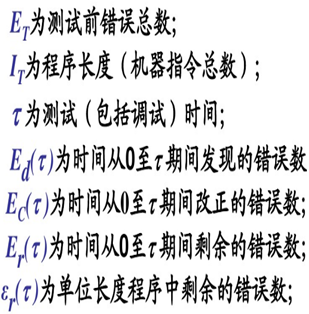 E_T为测试前错误总数;
I_T为程序长度（机器指令总数）;
τ为测试（包括调试）时间;
E_d(τ)为时间从0至τ期间发现的错误数
E_C(τ)为时间从0至τ期间改正的错误数;
E_r(τ)为时间从0至τ期间剩余的错误数;
ε_r(τ)为单位长度程序中剩余的错误数;